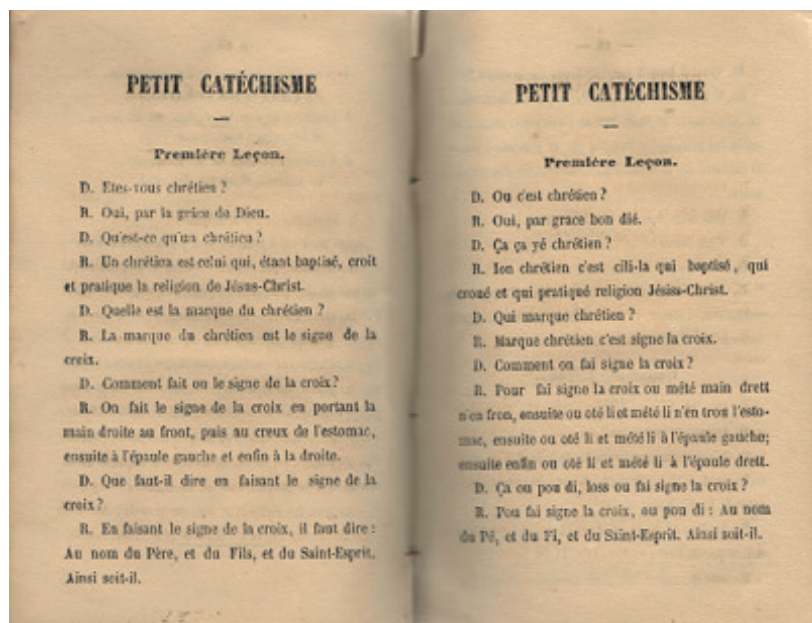 PETIT CATÉCHISME
Première Leçon.
D. Etes-vous chrétien ?
R. Oui, par la grâce de Dieu.
D. Qu'est-ce qu'un chrétien ?
R. Un chrétien est celui qui, étant baptisé, croit
et pratique la religion de Jésus-Christ.
D. Quelle est la marque du chrétien ?
R. La marque du chrétien est le signe de la
croix.
D. Comment fait on le signe de la croix ?
R. On fait le signe de la croix en portant la
main droite au front, puis au creux de l'estomac,
ensuite à l'épaule gauche et enfin à la droite.
D. Que faut-il dire en faisant le signe de la
croix ?
R. En faisant le signe de la croix, il faut dire :
Au nom du Père, et du Fils, et du Saint-Esprit.
Ainsi soit-il.
PETIT CATÉCHISME
Première Leçon.
D. Ou c'est chrétien ?
R. Oui, par grace bon dié.
D. Ça ça yé chrétien ?
R. Ion chrétien c'est cili-la qui baptisé, qui
croué et qui pratiqué religion Jésiss-Christ.
D. Qui marque chrétien ?
R. Marque chrétien c'est signe la croix.
D. Comment ou fai signe la croix ?
R. Pour fai signe la croix ou mété main drett
n'en fron, ensuite ou oté li et mété li n'en trou l'esto-
mac, ensuite ou oté li et mété li à l'épaule gauche;
ensuite enfin ou oté li et mété li à l'épaule drett.
D. Ça ou pou di, loss ou fai signe la croix ?
R. Pou fai signe la croix, ou pou di : Au nom
du Pé, et du Fi, et du Saint-Esprit. Ainsi soit-il.